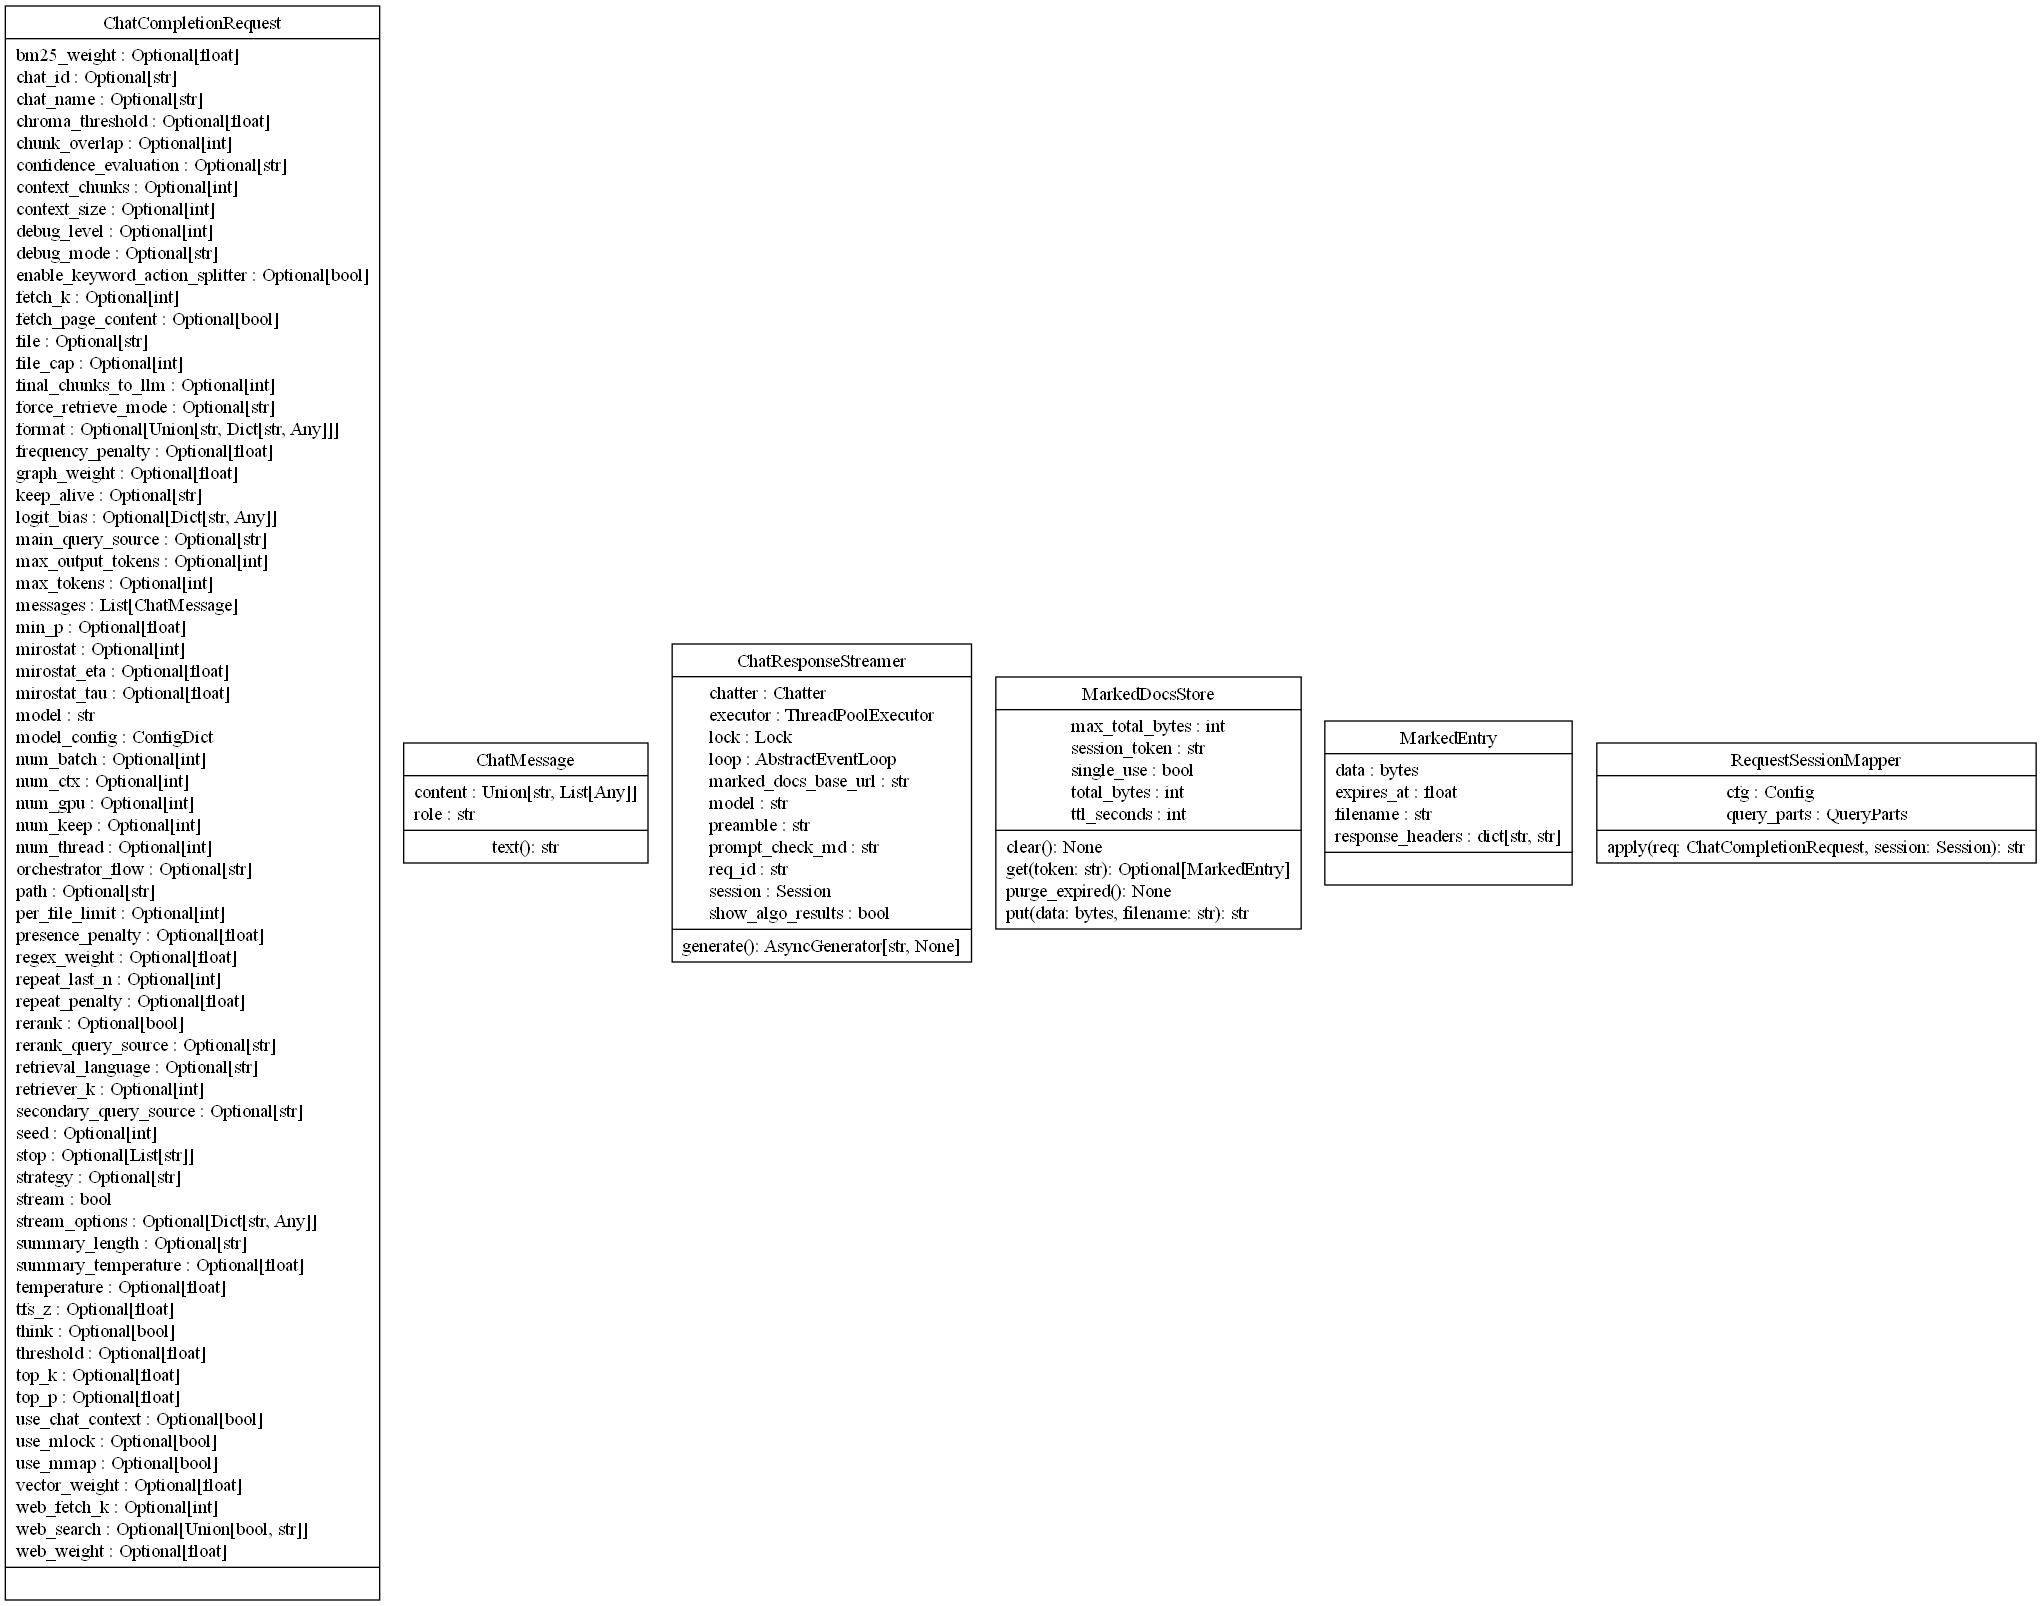 ChatCompletionRequest
bm25_weight : Optional[float]
chat_id : Optional[str]
chat_name : Optional[str]
chroma_threshold : Optional[float]
chunk_overlap : Optional[int]
confidence_evaluation : Optional[str]
context_chunks : Optional[int]
context_size : Optional[int]
debug_level : Optional[int]
debug_mode : Optional[str]
enable_keyword_action_splitter : Optional[bool]
fetch_k : Optional[int]
fetch_page_content : Optional[bool]
file : Optional[str]
file_cap : Optional[int]
final_chunks_to_llm : Optional[int]
force_retrieve_mode : Optional[str]
format : Optional[Union[str, Dict[str, Any]]]
frequency_penalty : Optional[float]
graph_weight : Optional[float]
keep_alive : Optional[str]
logit_bias : Optional[Dict[str, Any]]
main_query_source : Optional[str]
max_output_tokens : Optional[int]
max_tokens : Optional[int]
messages : List[ChatMessage]
min_p : Optional[float]
mirostat : Optional[int]
mirostat_eta : Optional[float]
mirostat_tau : Optional[float]
model : str
model_config : ConfigDict
num_batch : Optional[int]
num_ctx : Optional[int]
num_gpu : Optional[int]
num_keep : Optional[int]
num_thread : Optional[int]
orchestrator_flow : Optional[str]
path : Optional[str]
per_file_limit : Optional[int]
presence_penalty : Optional[float]
regex_weight : Optional[float]
repeat_last_n : Optional[int]
repeat_penalty : Optional[float]
rerank : Optional[bool]
rerank_query_source : Optional[str]
retrieval_language : Optional[str]
retriever_k : Optional[int]
secondary_query_source : Optional[str]
seed : Optional[int]
stop : Optional[List[str]]
strategy : Optional[str]
stream : bool
stream_options : Optional[Dict[str, Any]]
summary_length : Optional[str]
summary_temperature : Optional[float]
temperature : Optional[float]
tfs_z : Optional[float]
think : Optional[bool]
threshold : Optional[float]
top_k : Optional[float]
top_p : Optional[float]
use_chat_context : Optional[bool]
use_mlock : Optional[bool]
use_mmap : Optional[bool]
vector_weight : Optional[float]
web_fetch_k : Optional[int]
web_search : Optional[Union[bool, str]]
web_weight : Optional[float]
ChatMessage
content : Union[str, List[Any]]
role : str
text(): str
ChatResponseStreamer
chatter : Chatter
executor : ThreadPoolExecutor
lock : Lock
loop : AbstractEventLoop
marked_docs_base_url : str
model : str
preamble : str
prompt_check_md : str
req_id : str
session : Session
show_algo_results : bool
generate(): AsyncGenerator[str, None]
MarkedDocsStore
max_total_bytes : int
session_token : str
single_use : bool
total_bytes : int
ttl_seconds : int
clear(): None
get(token: str): Optional[MarkedEntry]
purge_expired(): None
put(data: bytes, filename: str): str
MarkedEntry
data : bytes
expires_at : float
filename : str
response_headers : dict[str, str]
RequestSessionMapper
cfg : Config
query_parts : QueryParts
apply(req: ChatCompletionRequest, session: Session): str